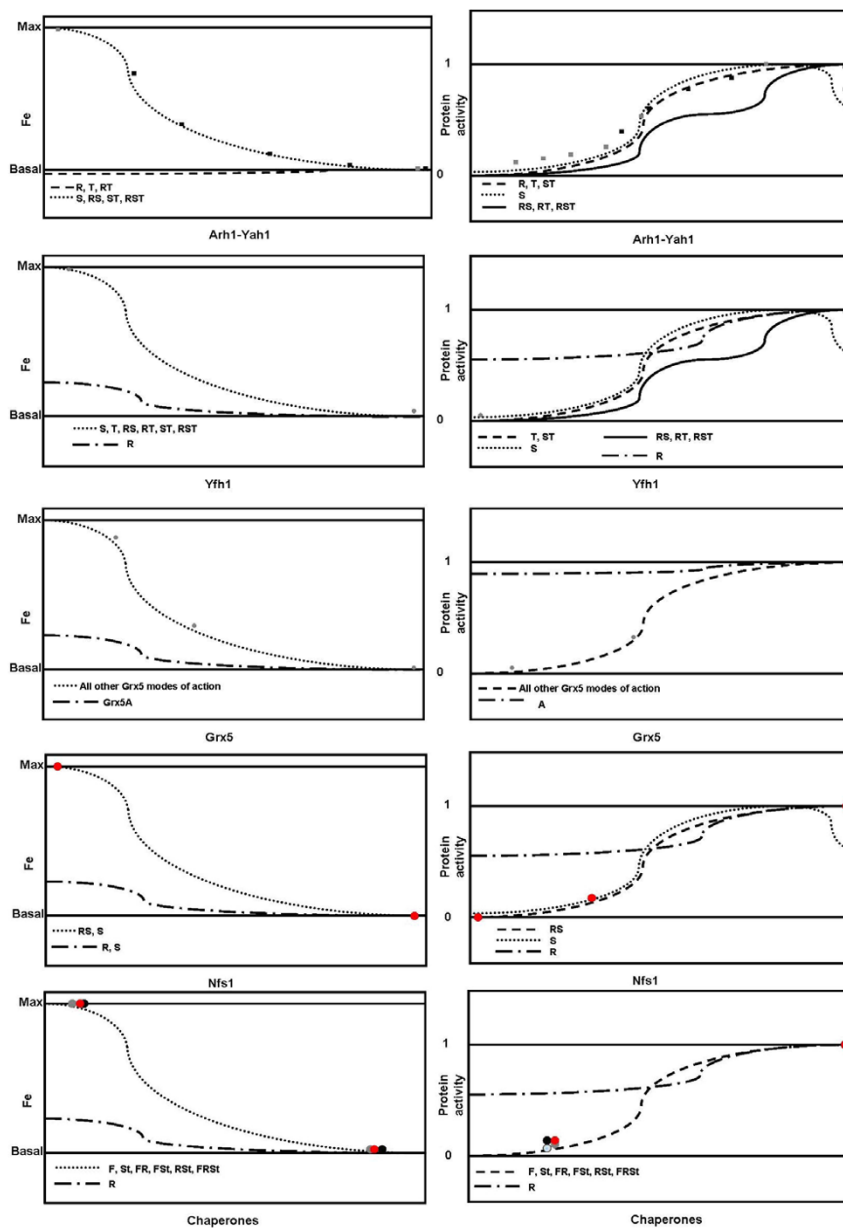 Max
Fe
Basal
R, T, RT
S, RS, ST, RST
Arh1-Yah1
1
Protein
activity
0
R, T, ST
S
RS, RT, RST
Arh1-Yah1
Max
Fe
Basal
S, T, RS, RT, ST, RST
R
Yfh1
1
Protein
activity
0
T, ST
RS, RT, RST
S
R
Yfh1
Max
Fe
Basal
All other Grx5 modes of action
Grx5A
Grx5
1
Protein
activity
0
All other Grx5 modes of action
A
Grx5
Max
Fe
Basal
RS, S
R, S
Nfs1
1
Protein
activity
0
RS
S
R
Nfs1
Max
Fe
Basal
F, St, FR, FSt, RSt, FRSt
R
Chaperones
1
Protein
activity
0
F, St, FR, FSt, RSt, FRSt
R
Chaperones